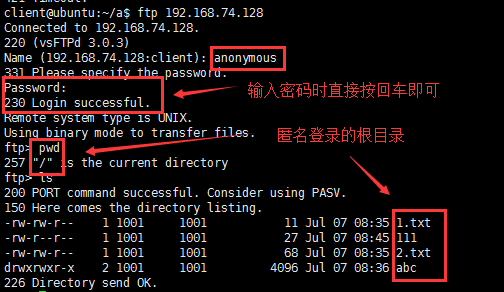 client@ubuntu:~/a$ ftp 192.168.74.128
Connected to 192.168.74.128.
220 (vsFTPd 3.0.3)
Name (192.168.74.128:client): anonymous
331 Please specify the password.
Password:
230 Login successful.
输入密码时直接按回车即可
Remote system type is UNIX.
Using binary mode to transfer files.
匿名登录的根目录
ftp> pwd
257 "/" is the current directory
ftp> ls
200 PORT command successful. Consider using PASV.
150 Here comes the directory listing.
-rw-rw-r-- 1 1001 1001 11 Jul 07 08:35 1.txt
-rw-r--r-- 1 1001 1001 27 Jul 07 08:45 111
-rw-rw-r-- 1 1001 1001 68 Jul 07 08:35 2.txt
drwxrwxr-x 2 1001 1001 4096 Jul 07 08:36 abc
226 Directory send OK.